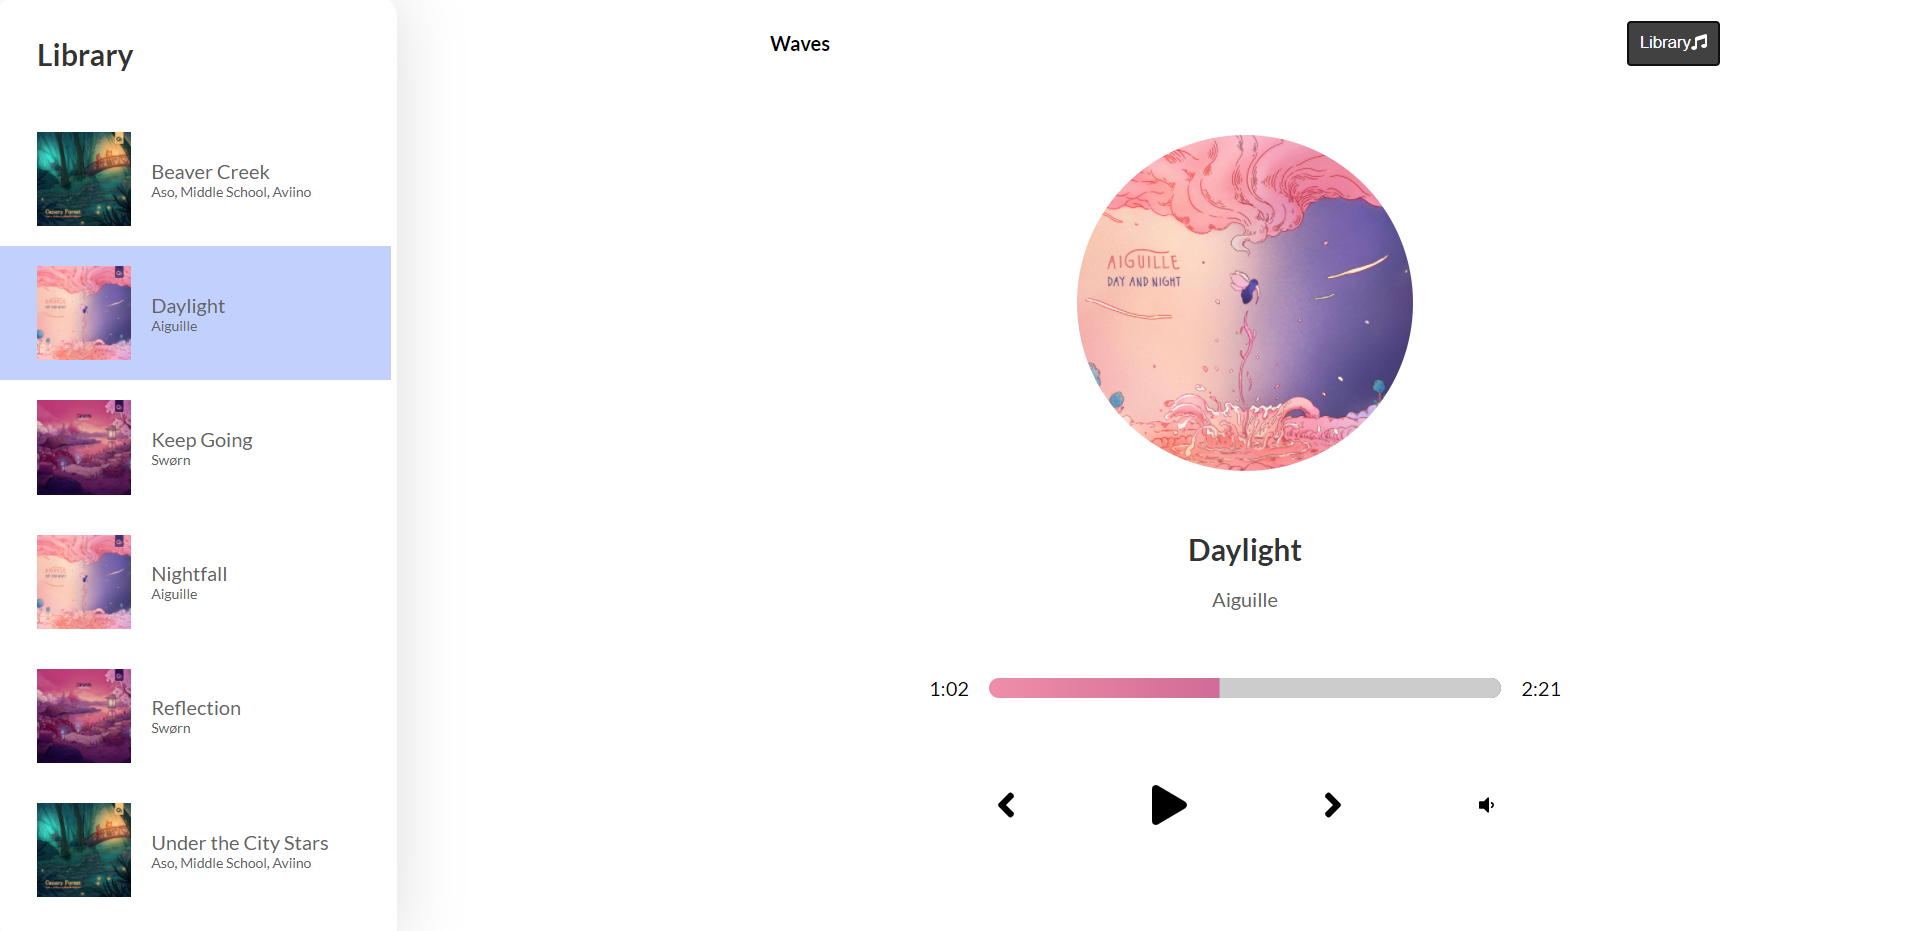 Library
Beaver Creek
Aso, Middle School, Aviino
Daylight
Aiguille
Keep Going
Swørn
Nightfall
Aiguille
Reflection
Swørn
Under the City Stars
Aso, Middle School, Aviino
Waves
Library
AIGUILLE
DAY AND NIGHT
Daylight
Aiguille
1:02
2:21